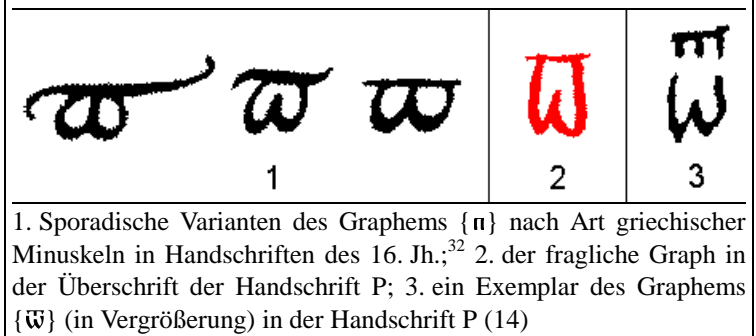 1 2 3
1. Sporadische Varianten des Graphems {п} nach Art griechischer
Minuskeln in Handschriften des 16. Jh.;32 2. der fragliche Graph in
der Überschrift der Handschrift P; 3. ein Exemplar des Graphems
{ѿ} (in Vergrößerung) in der Handschrift P (14)